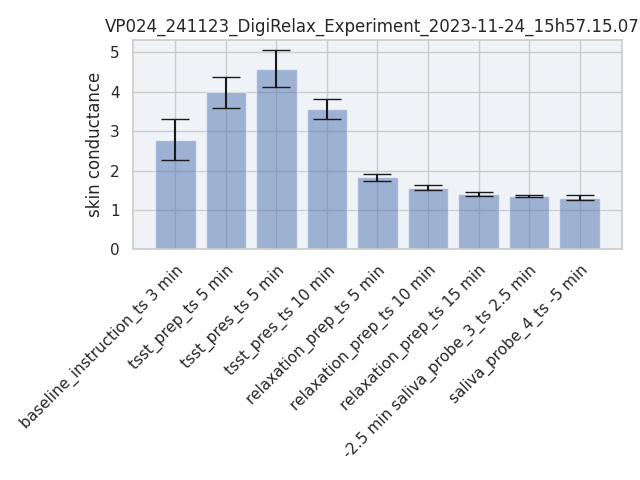 VP024_241123_DigiRelax_Experiment_2023-11-24_15h57.15.07
skin conductance
5
4
3
2
1
0
baseline_instruction_ts 3 min
tsst_prep_ts 5 min
tsst_pres_ts 5 min
tsst_pres_ts 10 min
relaxation_prep_ts 5 min
relaxation_prep_ts 10 min
relaxation_prep_ts 15 min
-2.5 min saliva_probe_3_ts 2.5 min
saliva_probe_4_ts -5 min